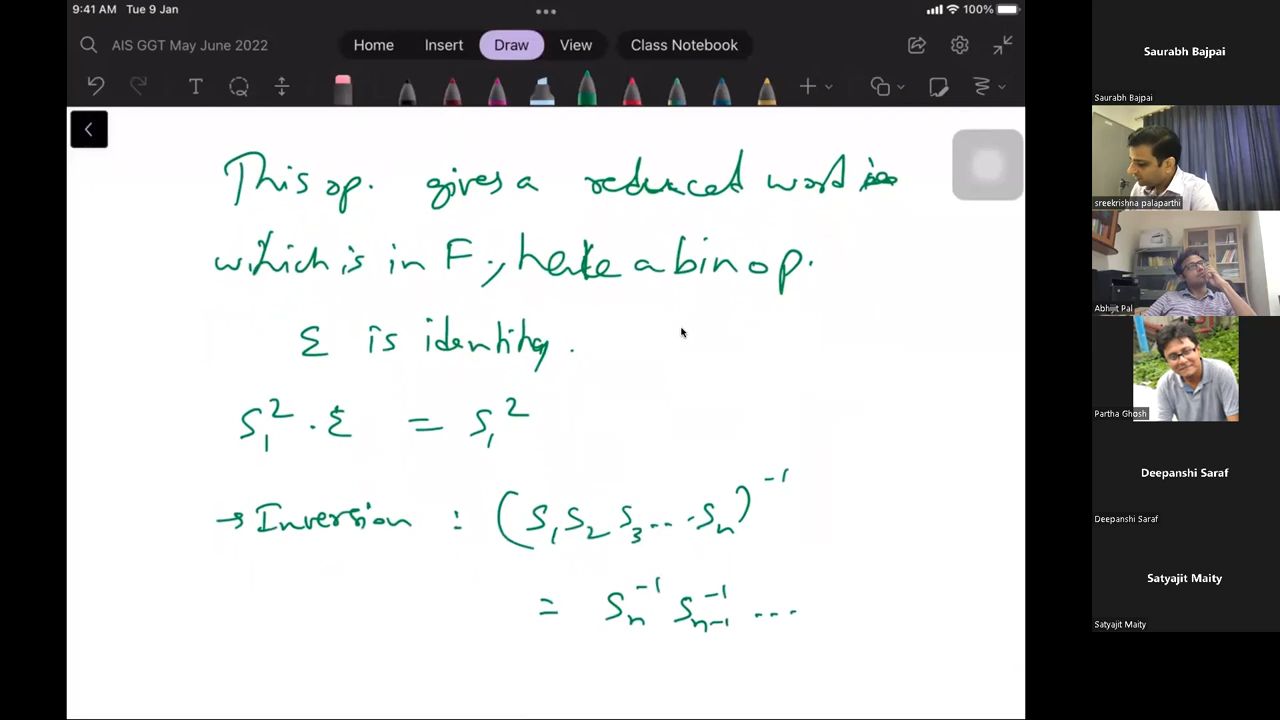 9:41 AM Tue 9 Jan
100%
AIS GGT May June 2022
Home Insert Draw View Class Notebook
This op. gives a reduced word
which is in F, hence a bin op.
Ɛ is identity.
S₁² · Ɛ = S₁²
→ Inversion : (S₁ S₂ S₃ ... Sₙ)⁻¹
= Sₙ⁻¹ Sₙ₋₁⁻¹ ...
Saurabh Bajpai
Saurabh Bajpai
sreekrishna palaparthi
Abhijit Pal
Partha Ghosh
Deepanshi Saraf
Deepanshi Saraf
Satyajit Maity
Satyajit Maity